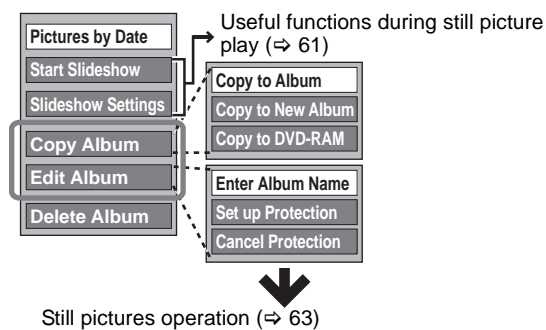 Pictures by Date
Start Slideshow
Slideshow Settings
Copy Album
Edit Album
Delete Album
Useful functions during still picture
play (⇨ 61)
Copy to Album
Copy to New Album
Copy to DVD-RAM
Enter Album Name
Set up Protection
Cancel Protection
Still pictures operation (⇨ 63)